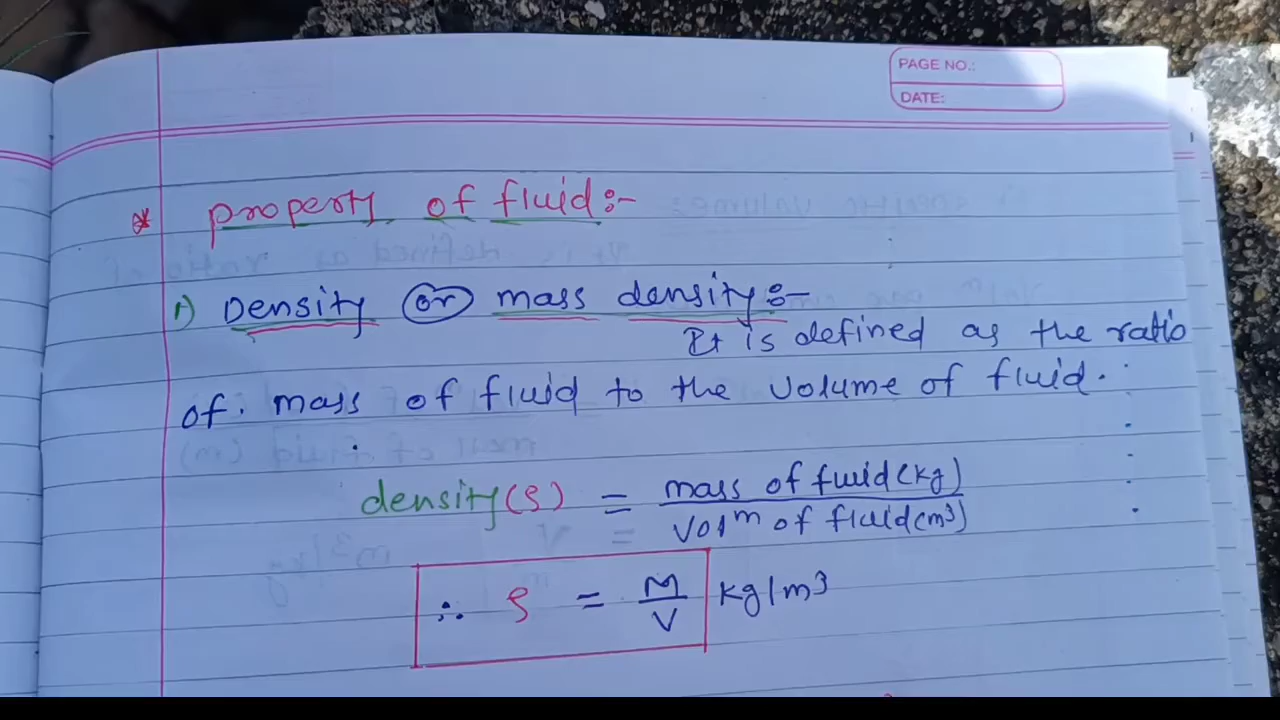 PAGE NO.:
DATE:
* property of fluid:-
1) Density or mass density:-
It is defined as the ratio
of. mass of fluid to the volume of fluid.
density(ρ) = mass of fluid(kg)
Volm of fluid(m³)
∴ ρ = M
V kg/m³